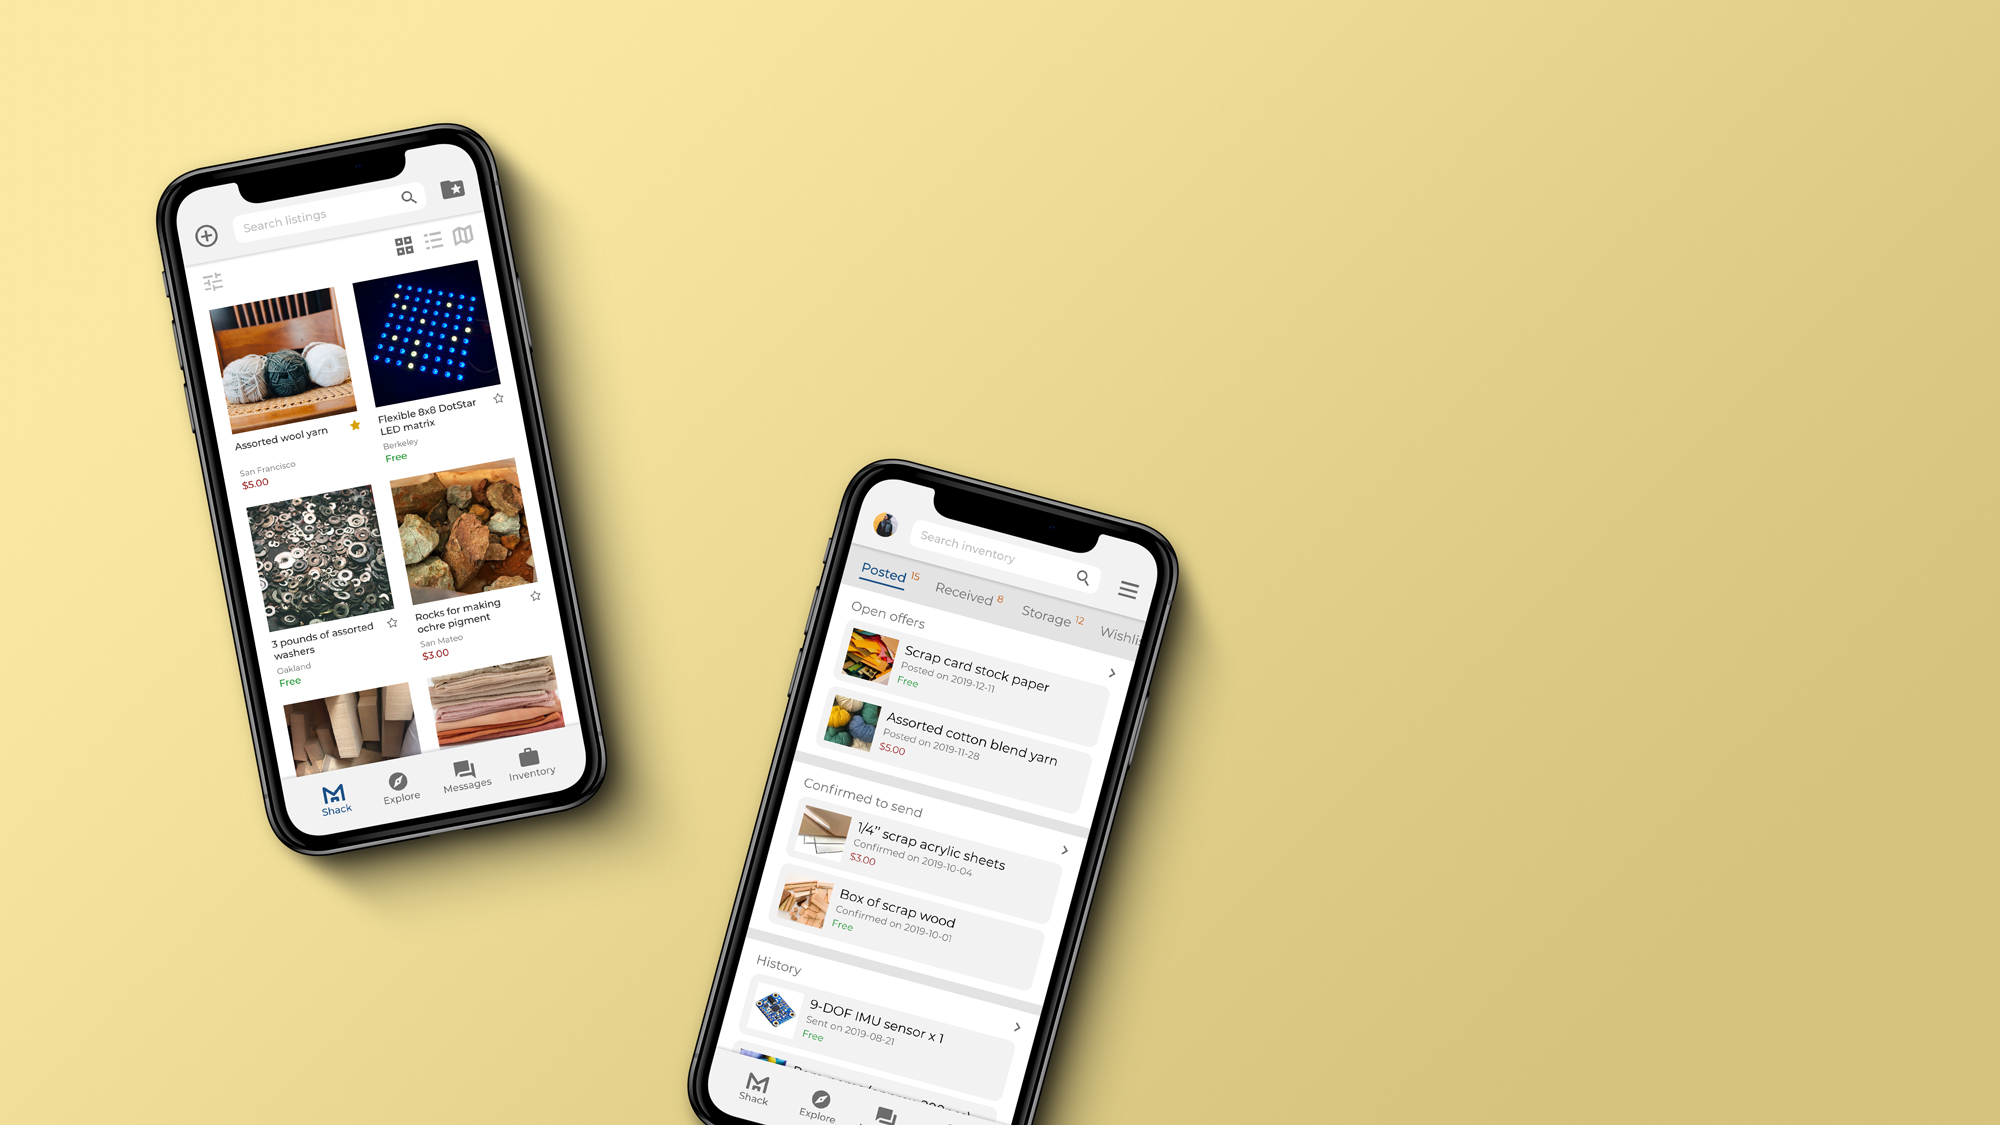 Search listings
Assorted wool yarn
San Francisco
$5.00
Flexible 8x8 DotStar
LED matrix
Berkeley
Free
3 pounds of assorted
washers
Oakland
Free
Rocks for making
ochre pigment
San Mateo
$3.00
Shack
Explore
Messages
Inventory
Search inventory
Posted 15
Received 8
Storage 12
Wishli
Open offers
Scrap card stock paper
Posted on 2019-12-11
Free
Assorted cotton blend yarn
Posted on 2019-11-28
$5.00
Confirmed to send
1/4" scrap acrylic sheets
Confirmed on 2019-10-04
$3.00
Box of scrap wood
Confirmed on 2019-10-01
Free
History
9-DOF IMU sensor x 1
Sent on 2019-08-21
Free
Shack
Explore